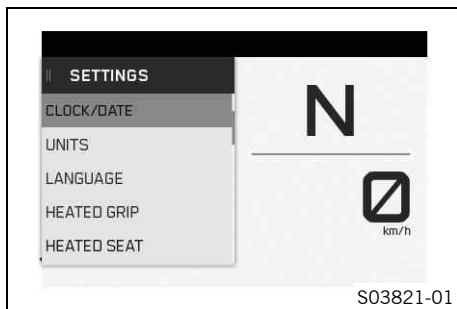 SETTINGS
CLOCK/DATE
UNITS
LANGUAGE
HEATED GRIP
HEATED SEAT
N
0
km/h
S03821-01